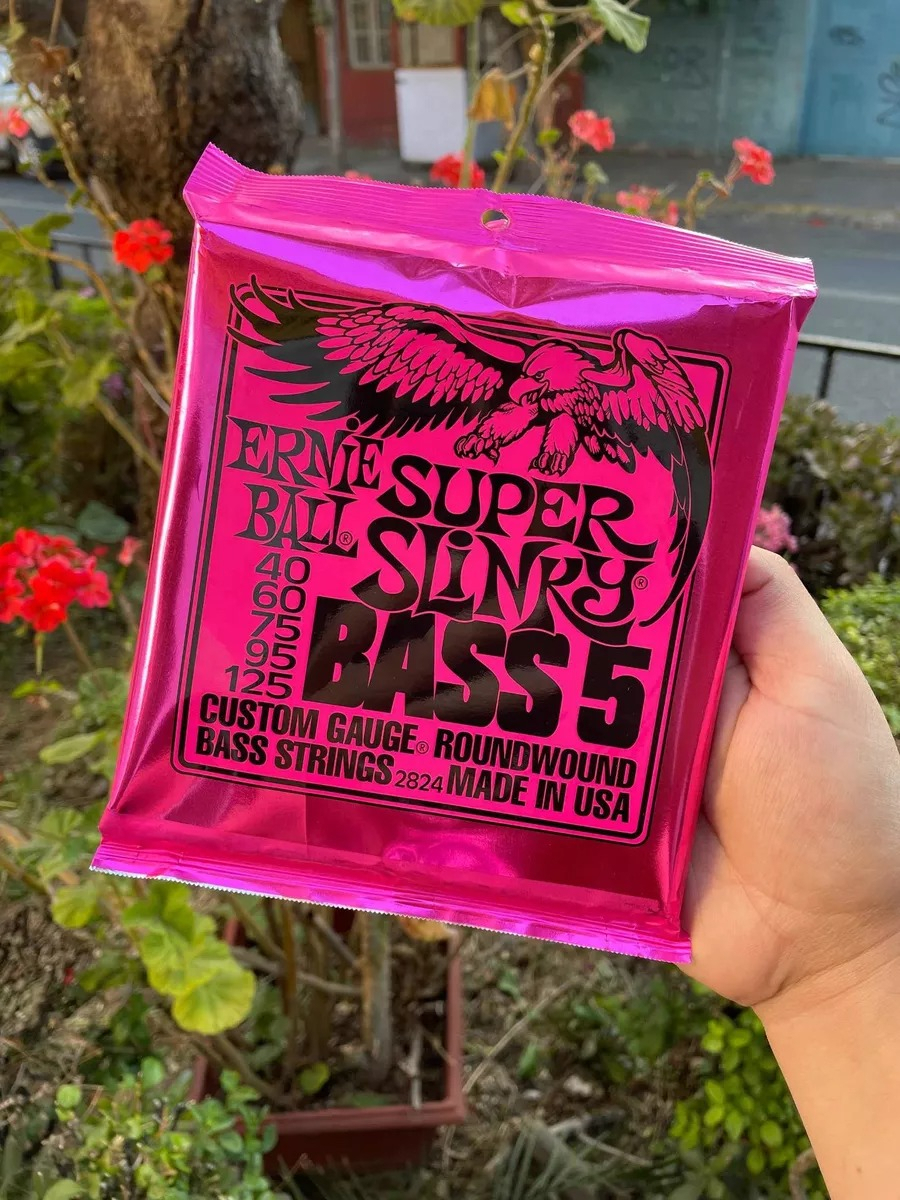 ERNiE
BALL®
SUPER
SLiNKY®
40
60
75
95
125
BASS 5
CUSTOM GAUGE® ROUNDWOUND
BASS STRINGS 2824 MADE IN USA